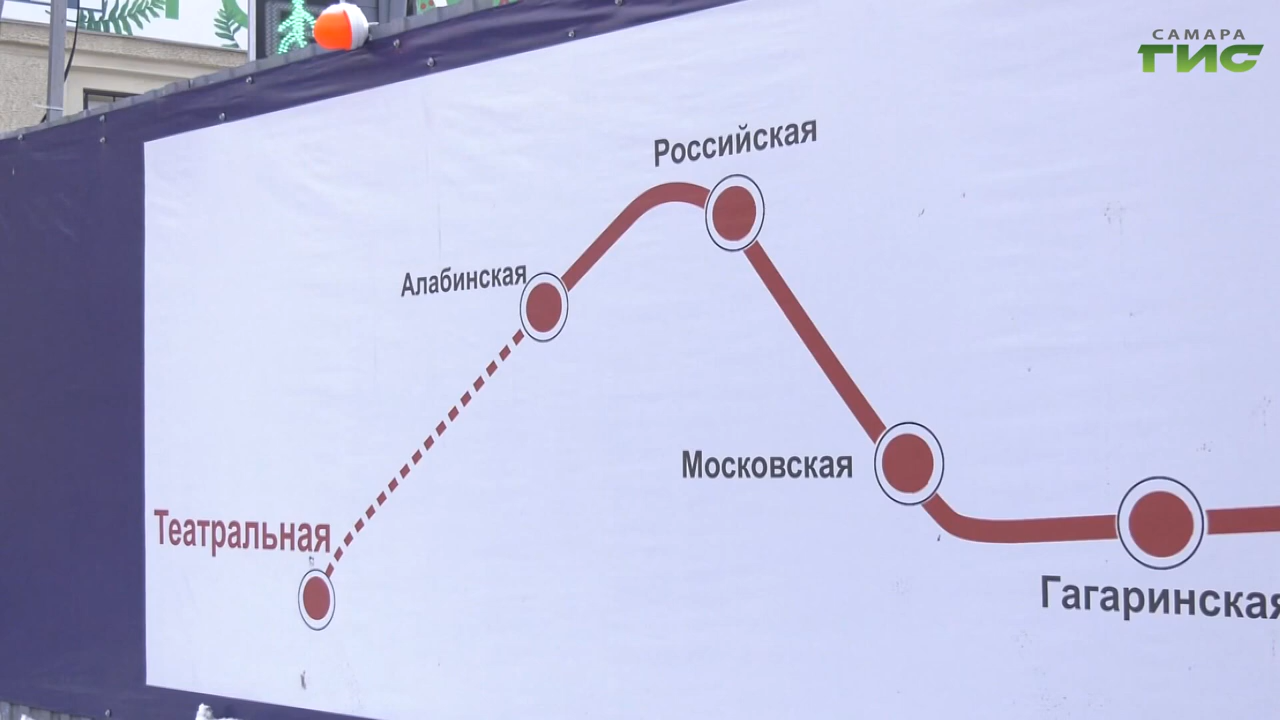 САМАРА
ГИС
Российская
Алабинская
Московская
Театральная
Гагаринская